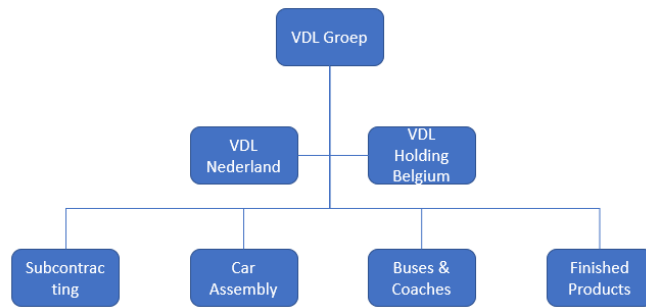 VDL Groep
VDL
Nederland
VDL
Holding
Belgium
Subcontrac
ting
Car
Assembly
Buses &
Coaches
Finished
Products